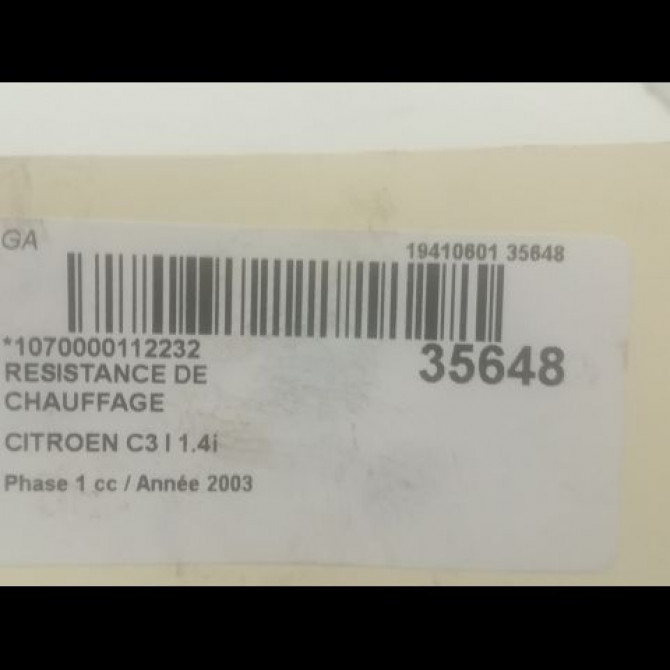 GA
19410601 35648
*1070000112232
35648
RESISTANCE DE
CHAUFFAGE
CITROEN C3 I 1.4i
Phase 1 cc / Année 2003